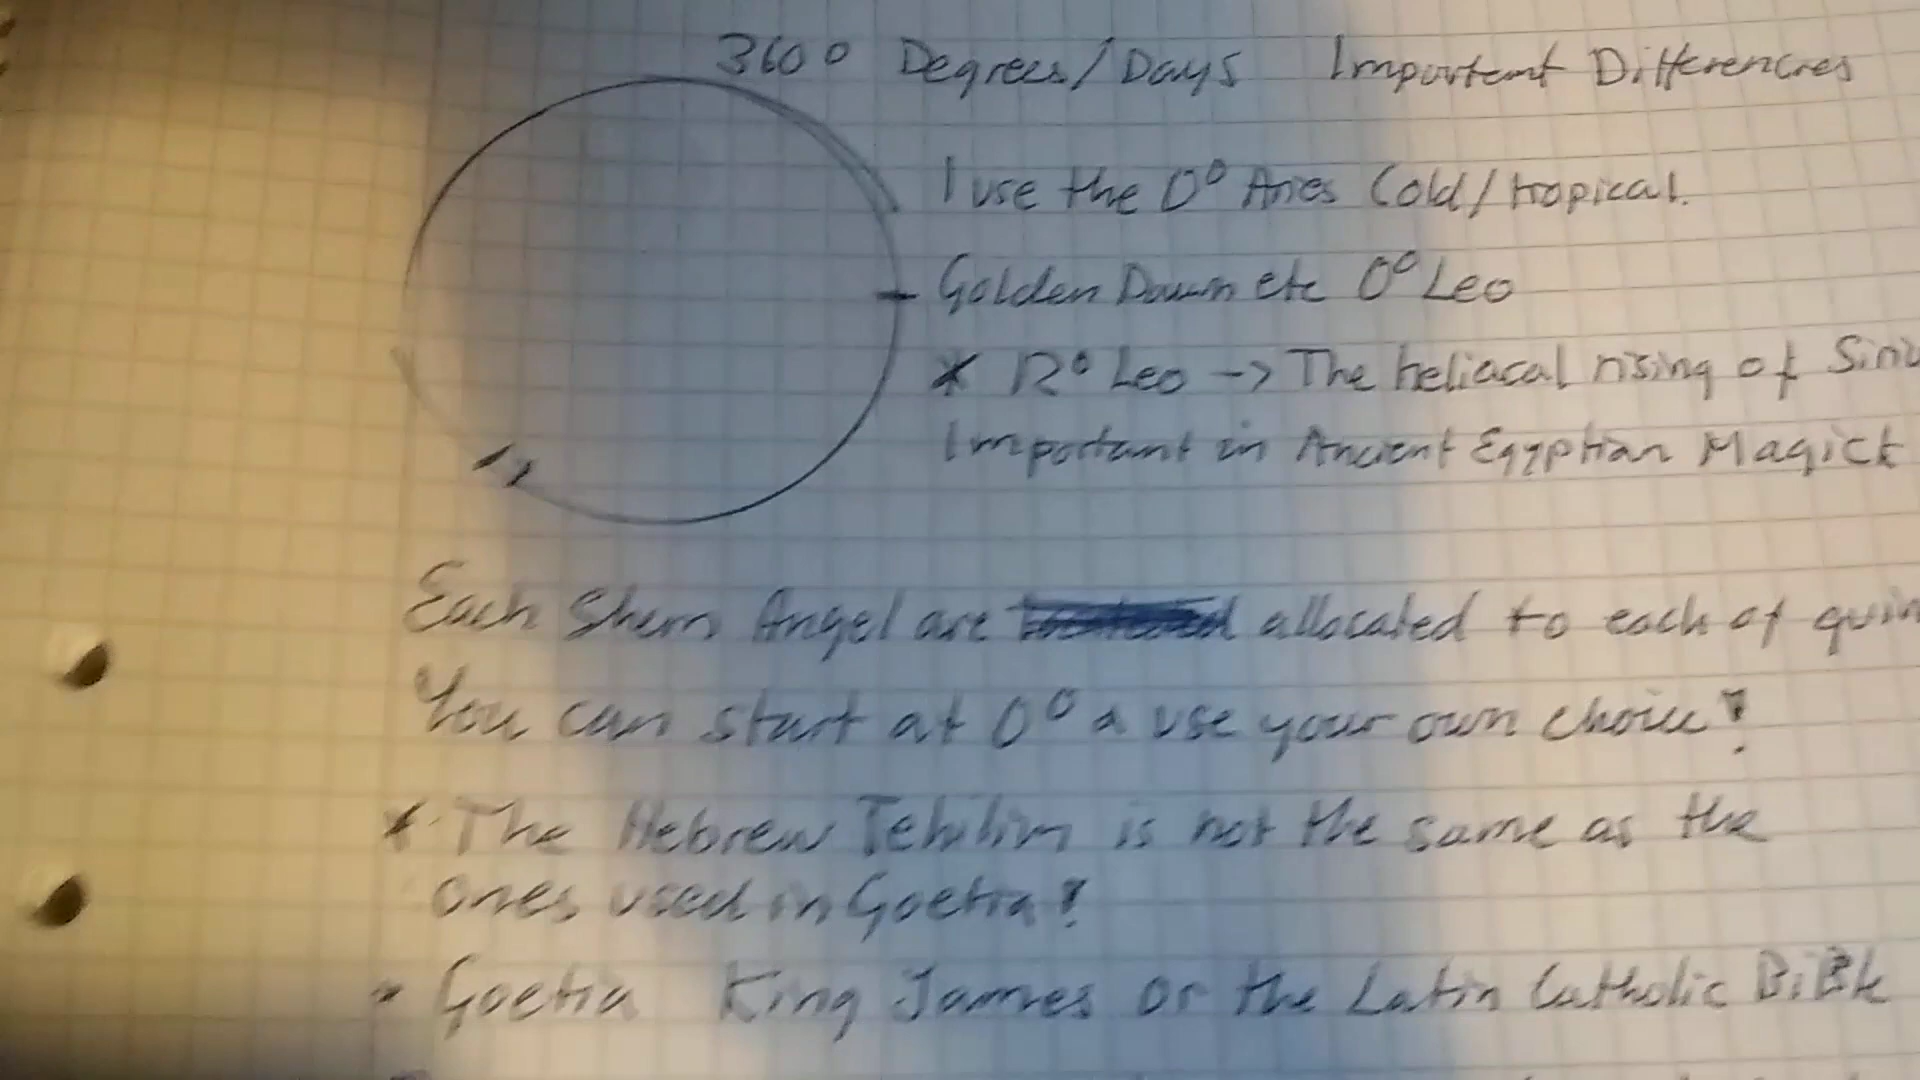 360° Degrees/Days Important Differences
I use the 0° Aries Cold/tropical.
Golden Dawn etc 0° Leo
* 12° Leo -> The heliacal rising of
Important in Ancient Egyptian Magick
Each Shem Angel are allocated to each of
You can start at 0° & use your own choice!
* The Hebrew Tehilim is not the same as the
ones used in Goetia!
* Goetia King James or the Latin Catholic Bible